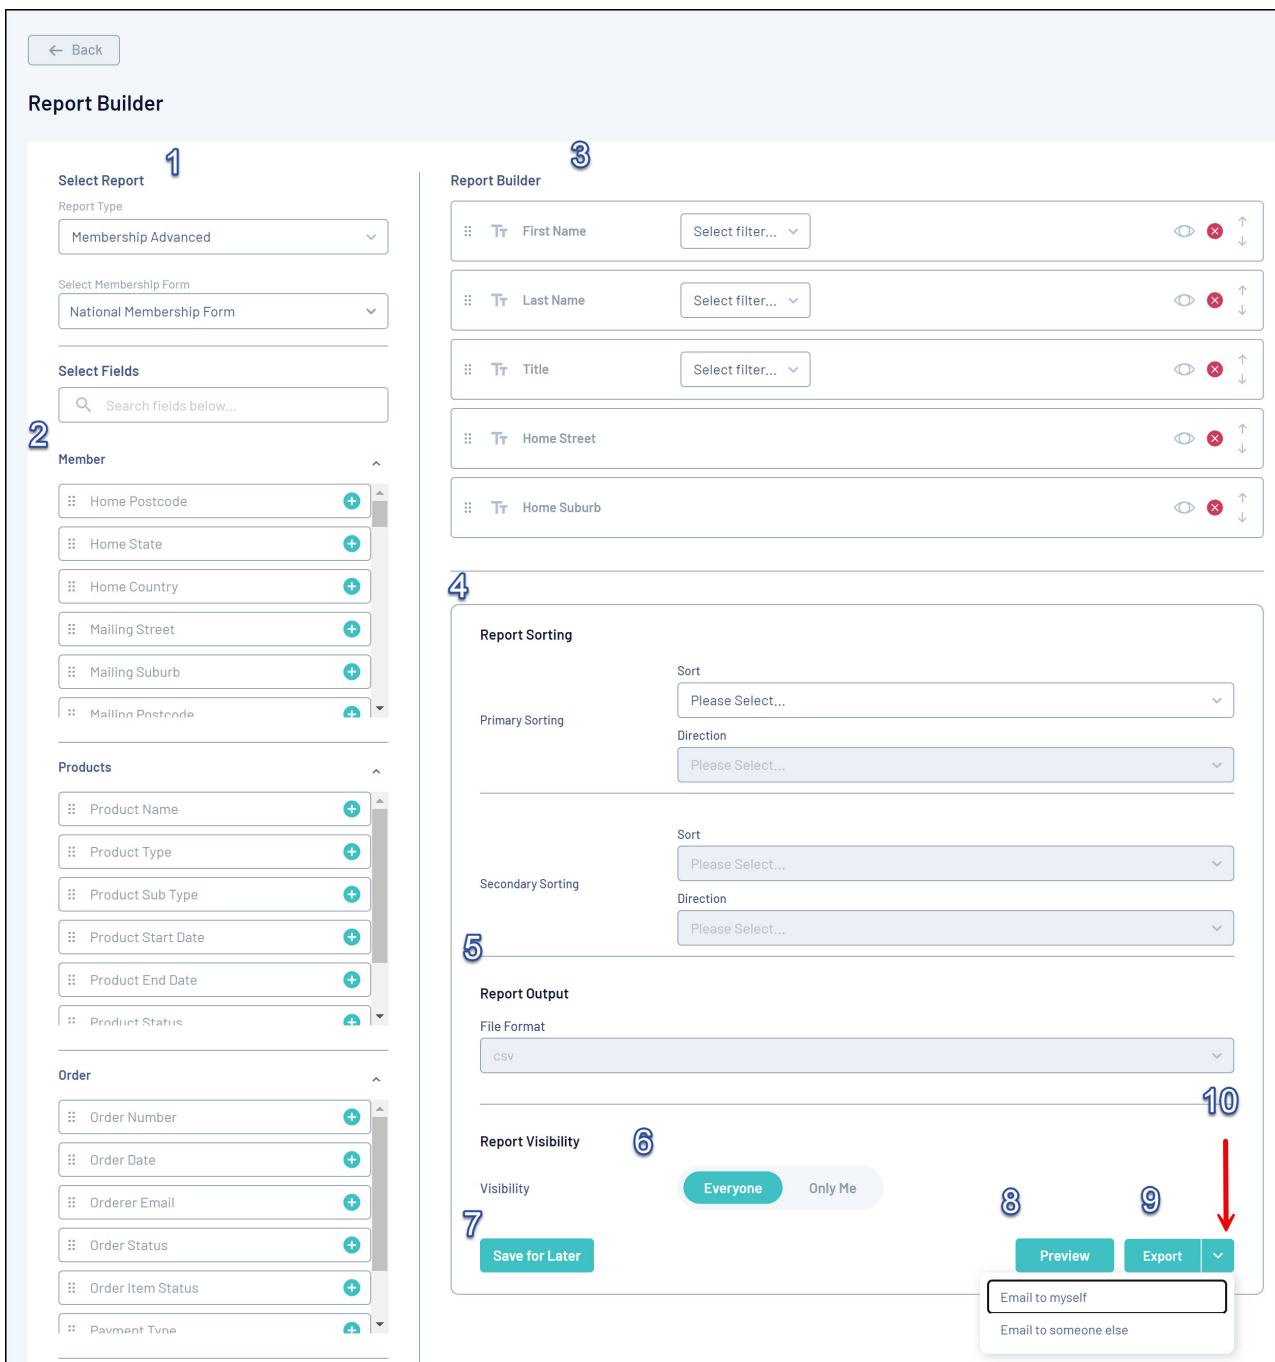 Back
Report Builder
1
Select Report
Report Type
Membership Advanced
Select Membership Form
National Membership Form
Select Fields
Search fields below...
2
Member
Home Postcode
Home State
Home Country
Mailing Street
Mailing Suburb
Mailing Postcode
Products
Product Name
Product Type
Product Sub Type
Product Start Date
Product End Date
Product Status
Order
Order Number
Order Date
Orderer Email
Order Status
Order Item Status
Payment Type
3
Report Builder
Tт First Name Select filter...
Tт Last Name Select filter...
Tт Title Select filter...
Tт Home Street
Tт Home Suburb
4
Report Sorting
Sort
Please Select...
Primary Sorting
Direction
Please Select...
Sort
Please Select...
Secondary Sorting
Direction
Please Select...
5
Report Output
File Format
csv
10
Report Visibility
6
Visibility Everyone Only Me
7
8
9
Save for Later Preview Export
Email to myself
Email to someone else